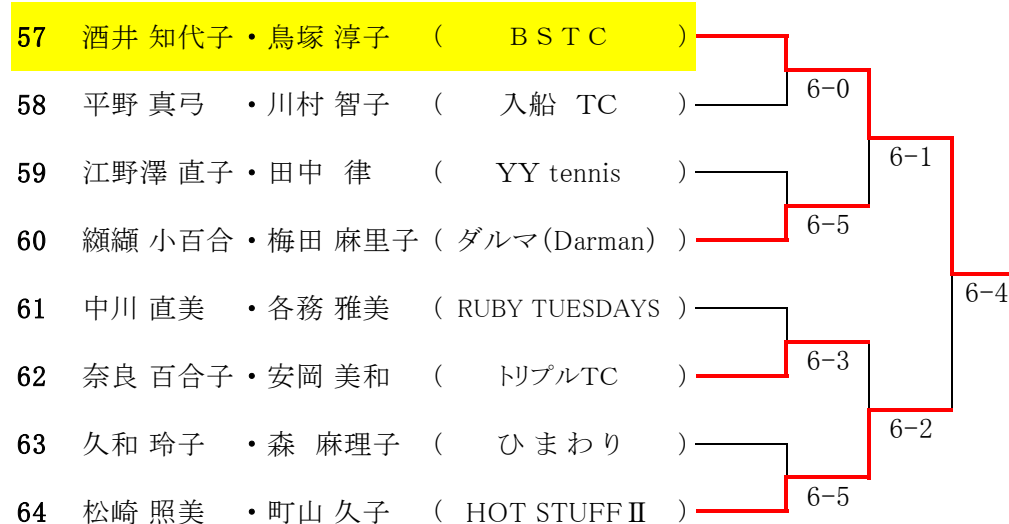 57 酒井 知代子・鳥塚 淳子 ( BSTC )
6-0
58 平野 真弓 ・川村 智子 ( 入船 TC )
6-1
59 江野澤 直子・田中 律 ( YY tennis )
6-5
60 纐纈 小百合・梅田 麻里子 ( ダルマ(Darman) )
6-4
61 中川 直美 ・各務 雅美 ( RUBY TUESDAYS )
6-3
62 奈良 百合子・安岡 美和 ( トリプルTC )
6-2
63 久和 玲子 ・森 麻理子 ( ひまわり )
6-5
64 松崎 照美 ・町山 久子 ( HOT STUFFⅡ )